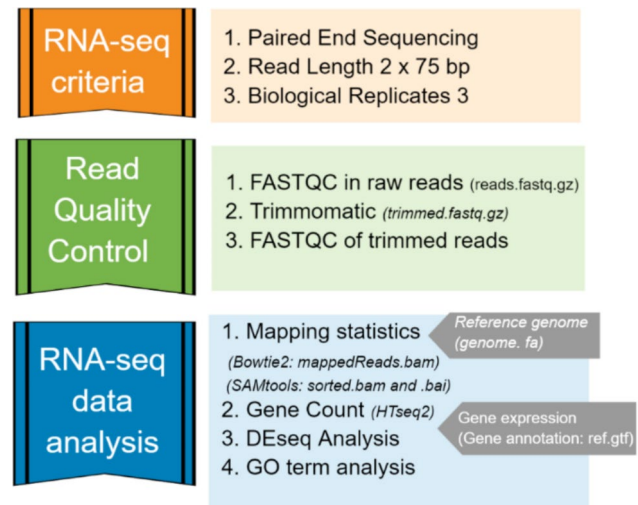 RNA-seq
criteria
1. Paired End Sequencing
2. Read Length 2 x 75 bp
3. Biological Replicates 3
Read
Quality
Control
1. FASTQC in raw reads (reads.fastq.gz)
2. Trimmomatic (trimmed.fastq.gz)
3. FASTQC of trimmed reads
RNA-seq
data
analysis
1. Mapping statistics
(Bowtie2: mappedReads.bam)
(SAMtools: sorted.bam and .bai)
2. Gene Count (HTseq2)
3. DEseq Analysis
4. GO term analysis
Reference genome
(genome. fa)
Gene expression
(Gene annotation: ref.gtf)